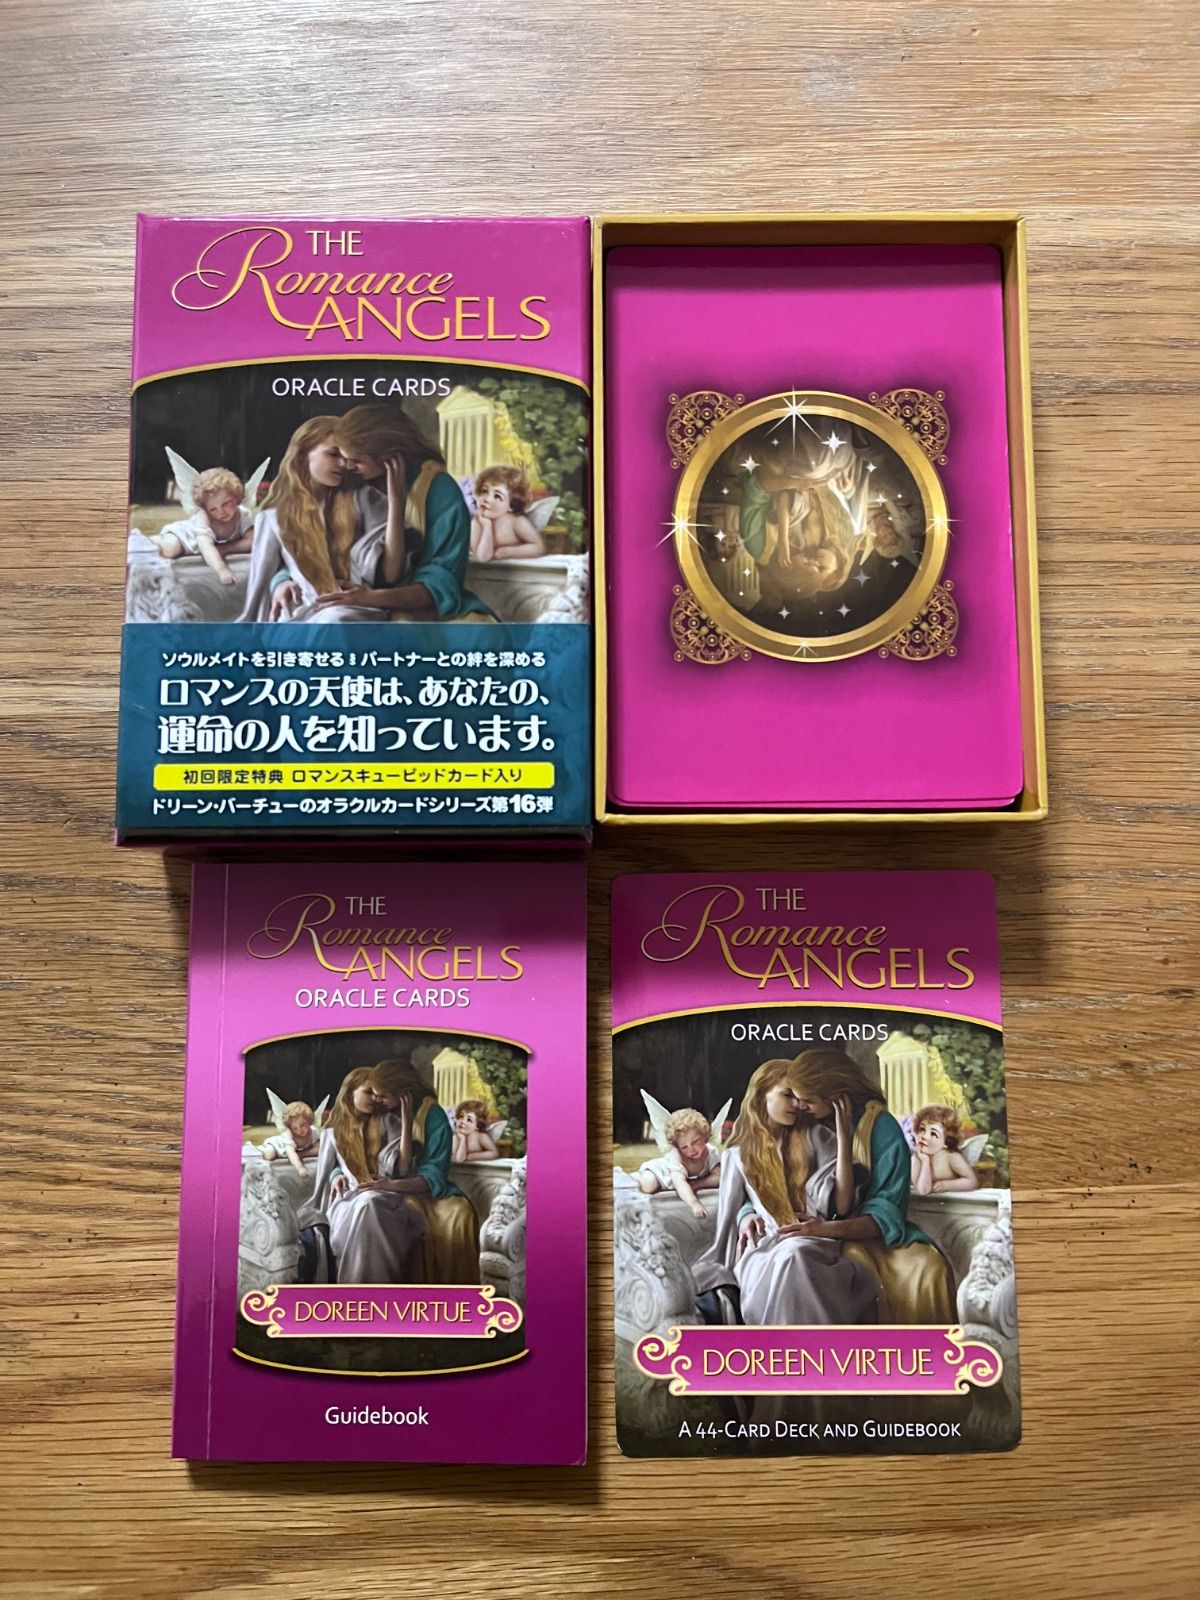 THE
Romance
ANGELS
ORACLE CARDS
ソウルメイトを引き寄せる!パートナーとの絆を深める
ロマンスの天使は、あなたの、
運命の人を知っています。
初回限定特典 ロマンスキューピッドカード入り
ドリーン・バーチューのオラクルカードシリーズ第16弾
THE
Romance
ANGELS
ORACLE CARDS
DOREEN VIRTUE
Guidebook
THE
Romance
ANGELS
ORACLE CARDS
DOREEN VIRTUE
A 44-CARD DECK AND GUIDEBOOK